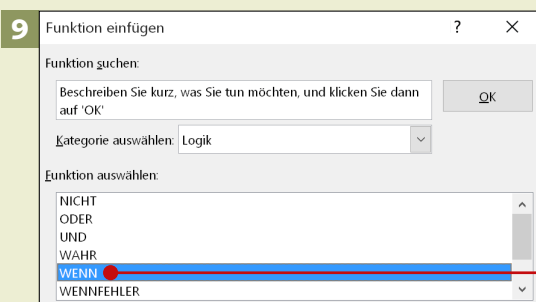 9
Funktion einfügen ? ×
Funktion suchen:
Beschreiben Sie kurz, was Sie tun möchten, und klicken Sie dann
auf 'OK'
OK
Kategorie auswählen: Logik
Funktion auswählen:
NICHT
ODER
UND
WAHR
WENN
WENNFEHLER